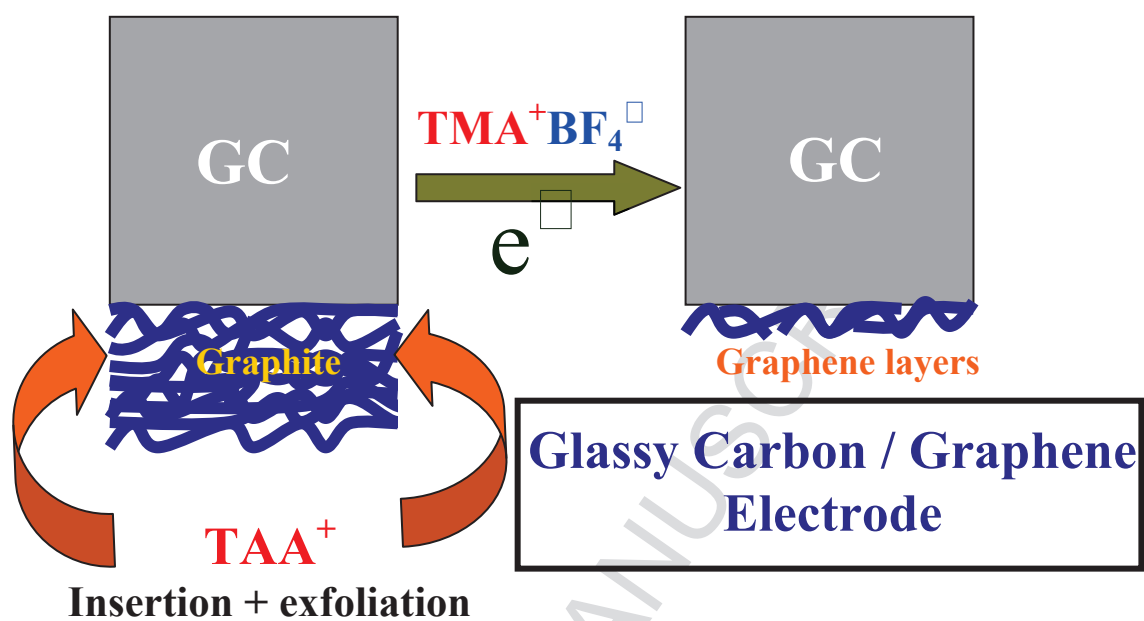 GC
TMA⁺BF₄□
e□
GC
Graphite
Graphene layers
Glassy Carbon / Graphene
Electrode
TAA⁺
Insertion + exfoliation